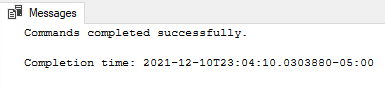 Messages
Commands completed successfully.
Completion time: 2021-12-10T23:04:10.0303880-05:00